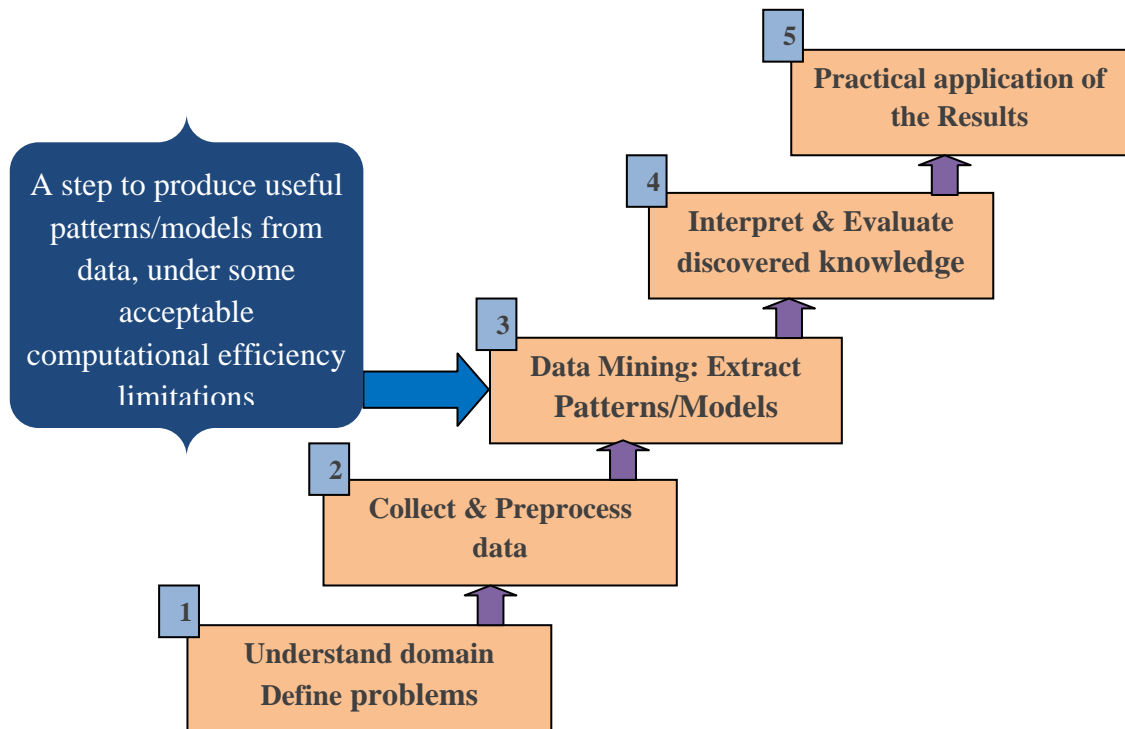 5
Practical application of
the Results
4
Interpret & Evaluate
discovered knowledge
A step to produce useful
patterns/models from
data, under some
acceptable
computational efficiency
limitations
3
Data Mining: Extract
Patterns/Models
2
Collect & Preprocess
data
1
Understand domain
Define problems